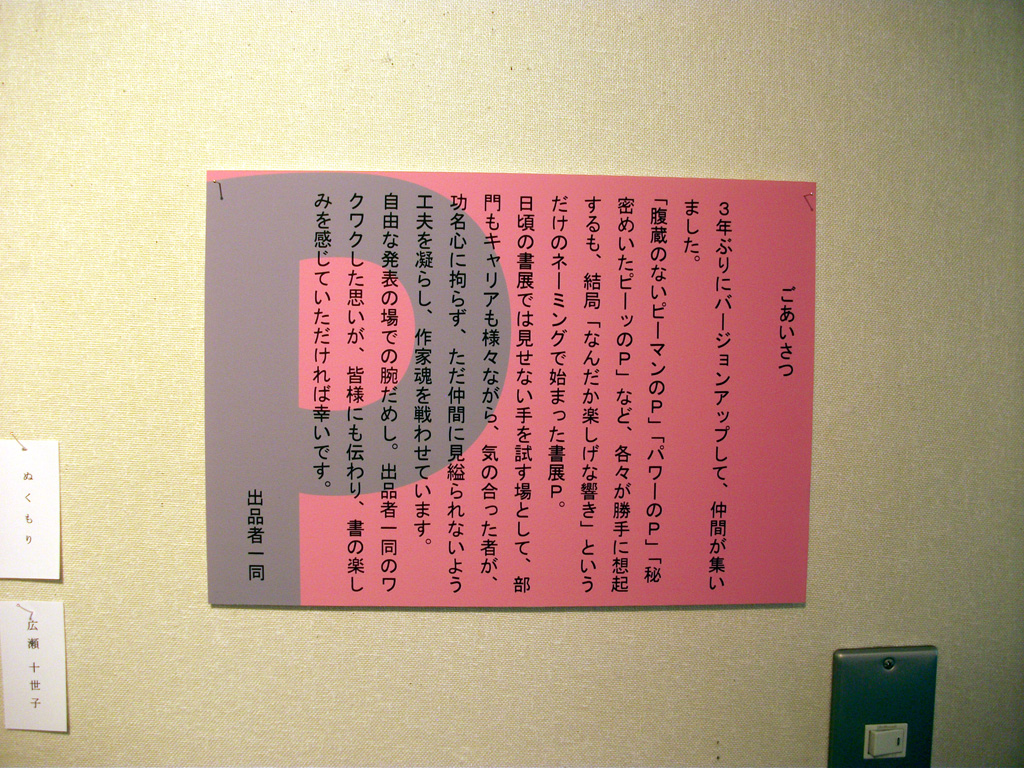 ごあいさつ
３年ぶりにバージョンアップして、仲間が集い
ました。
「腹蔵のないピーマンのＰ」「パワーのＰ」「秘
密めいたピーッのＰ」など、各々が勝手に想起
するも、結局「なんだか楽しげな響き」という
だけのネーミングで始まった書展Ｐ。
日頃の書展では見せない手を試す場として、部
門もキャリアも様々ながら、気の合った者が、
功名心に拘らず、ただ仲間に見縊られないよう
工夫を凝らし、作家魂を戦わせています。
自由な発表の場での腕だめし。出品者一同のワ
クワクした思いが、皆様にも伝わり、書の楽し
みを感じていただければ幸いです。
出品者一同
P
ぬくもり
広瀬 十世子